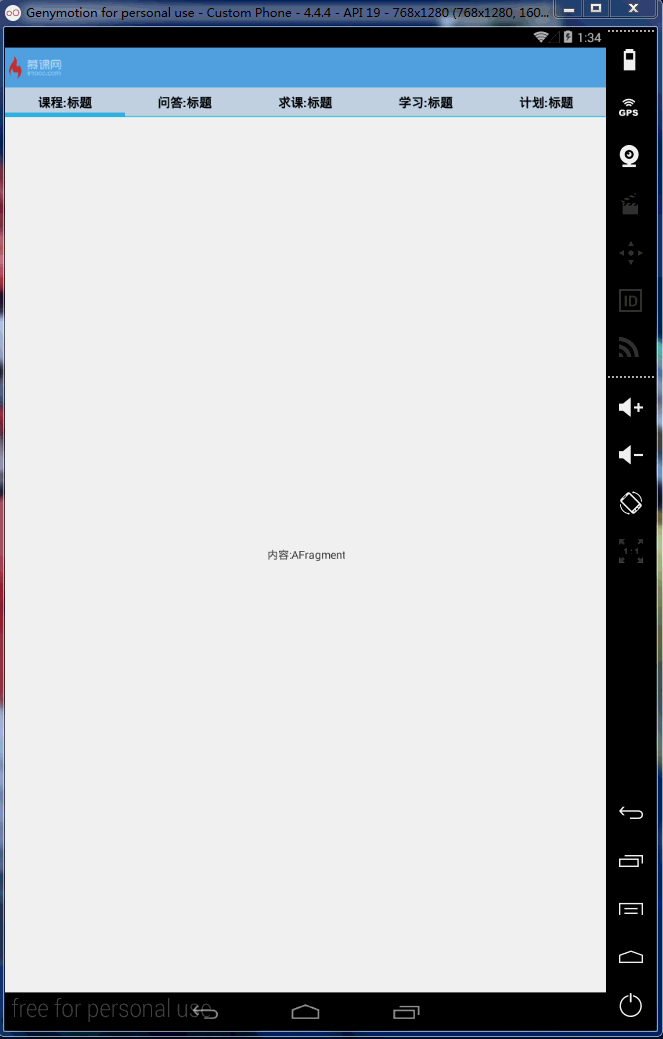 Genymotion for personal use - Custom Phone - 4.4.4 - API 19 - 768x1280 (768x1280, 160...
1:34
慕课网
imooc.com
课程:标题 问答:标题 求课:标题 学习:标题 计划:标题
GPS
ID
1 : 1
内容:AFragment
free for personal use